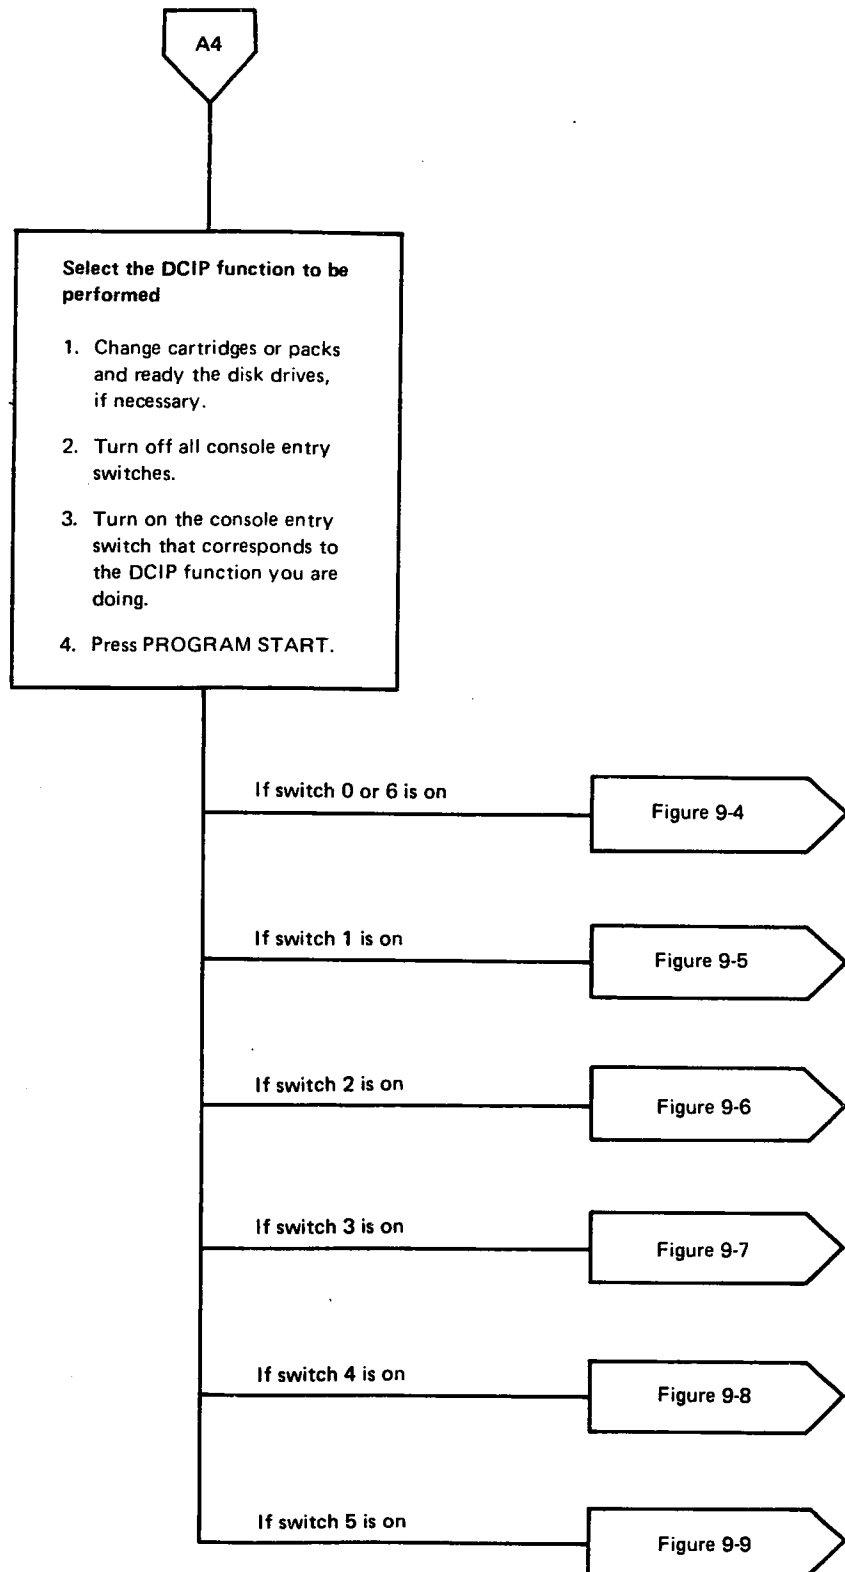 A4
Select the DCIP function to be
performed
1. Change cartridges or packs
and ready the disk drives,
if necessary.
2. Turn off all console entry
switches.
3. Turn on the console entry
switch that corresponds to
the DCIP function you are
doing.
4. Press PROGRAM START.
If switch 0 or 6 is on
Figure 9-4
If switch 1 is on
Figure 9-5
If switch 2 is on
Figure 9-6
If switch 3 is on
Figure 9-7
If switch 4 is on
Figure 9-8
If switch 5 is on
Figure 9-9